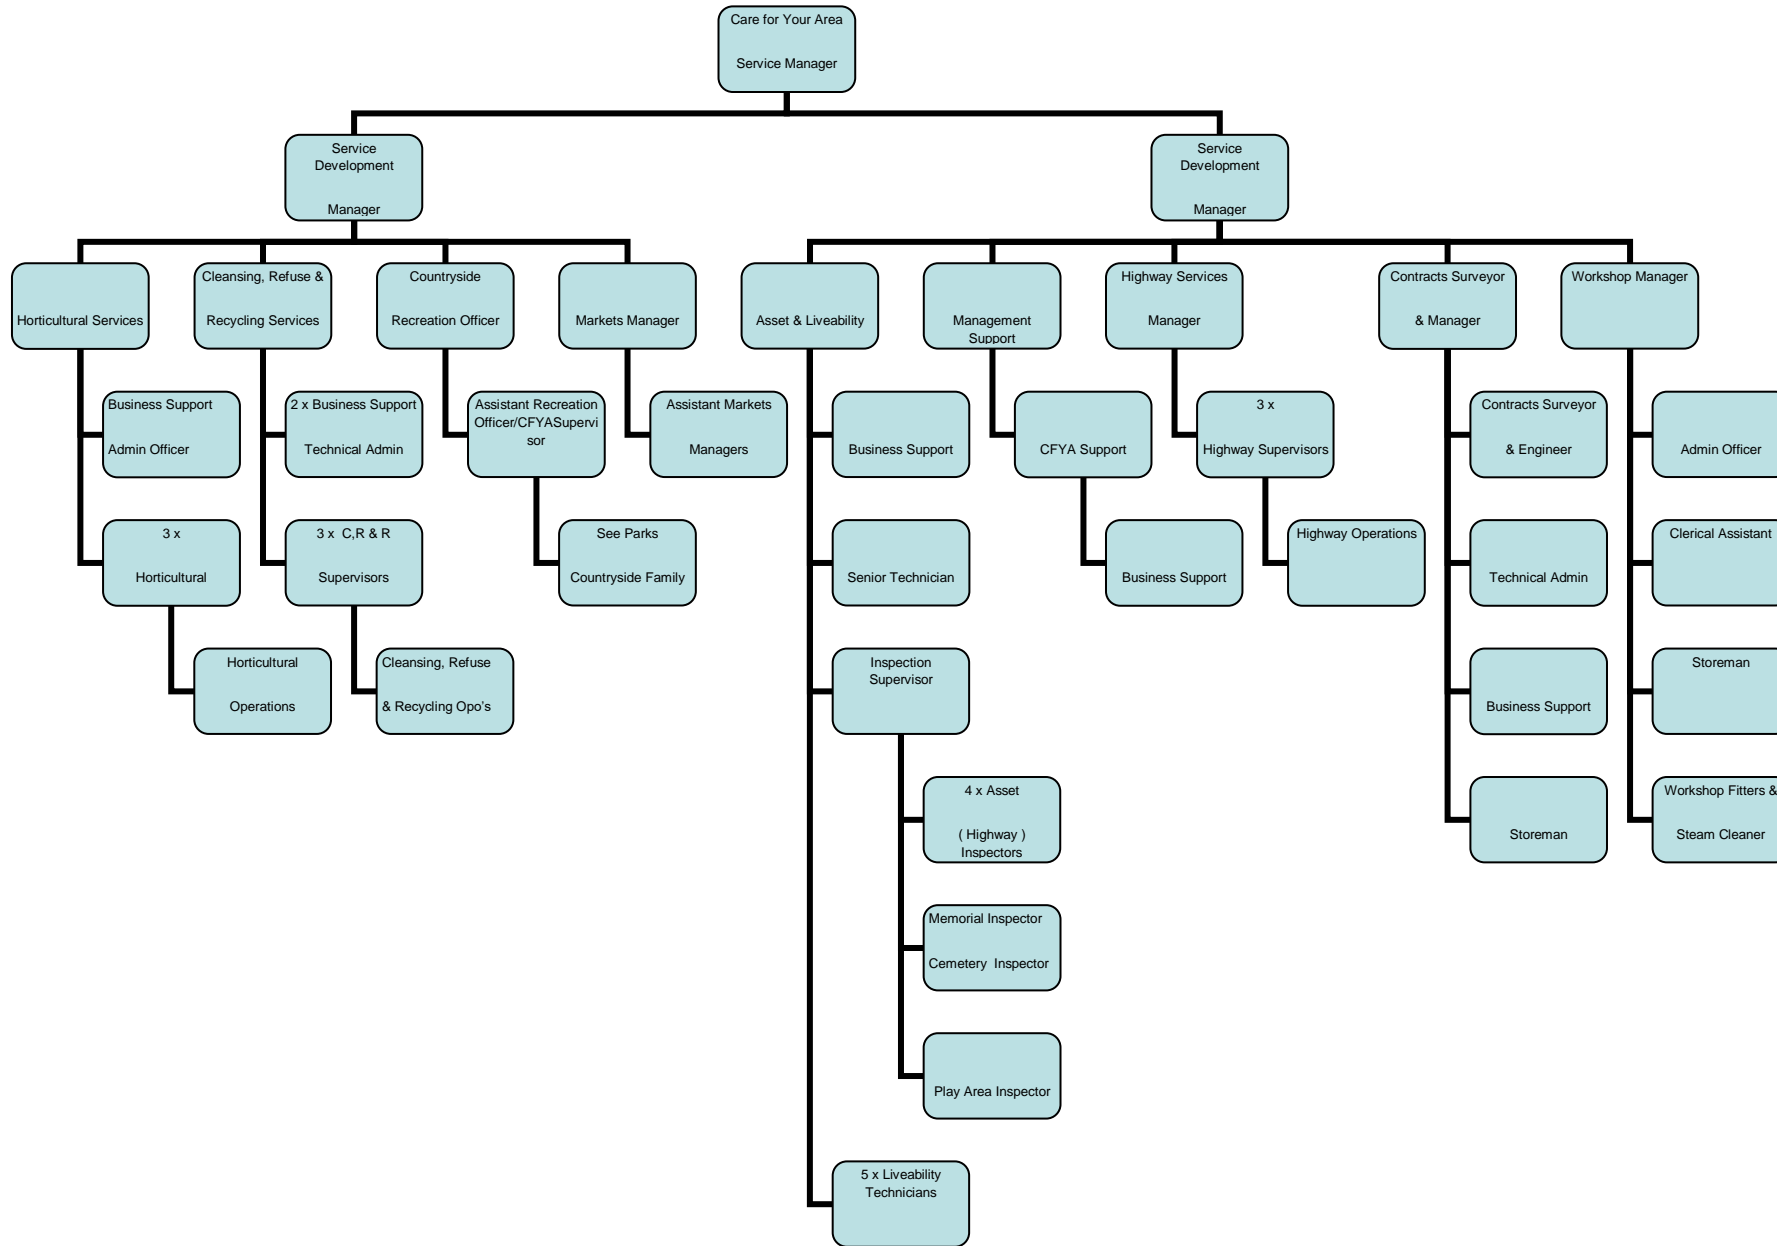 Care for Your Area
Service Manager
Service
Development
Manager
Service
Development
Manager
Horticultural Services
Cleansing, Refuse &
Recycling Services
Countryside
Recreation Officer
Markets Manager
Asset & Liveability
Management
Support
Highway Services
Manager
Contracts Surveyor
& Manager
Workshop Manager
Business Support
Admin Officer
2 x Business Support
Technical Admin
Assistant Recreation
Officer/CFYASupervi
sor
Assistant Markets
Managers
Business Support
CFYA Support
3 x
Highway Supervisors
Contracts Surveyor
& Engineer
Admin Officer
3 x
Horticultural
3 x C,R & R
Supervisors
See Parks
Countryside Family
Senior Technician
Business Support
Highway Operations
Technical Admin
Clerical Assistant
Horticultural
Operations
Cleansing, Refuse
& Recycling Opo's
Inspection
Supervisor
Business Support
Storeman
4 x Asset
( Highway )
Inspectors
Storeman
Workshop Fitters &
Steam Cleaner
Memorial Inspector
Cemetery Inspector
Play Area Inspector
5 x Liveability
Technicians